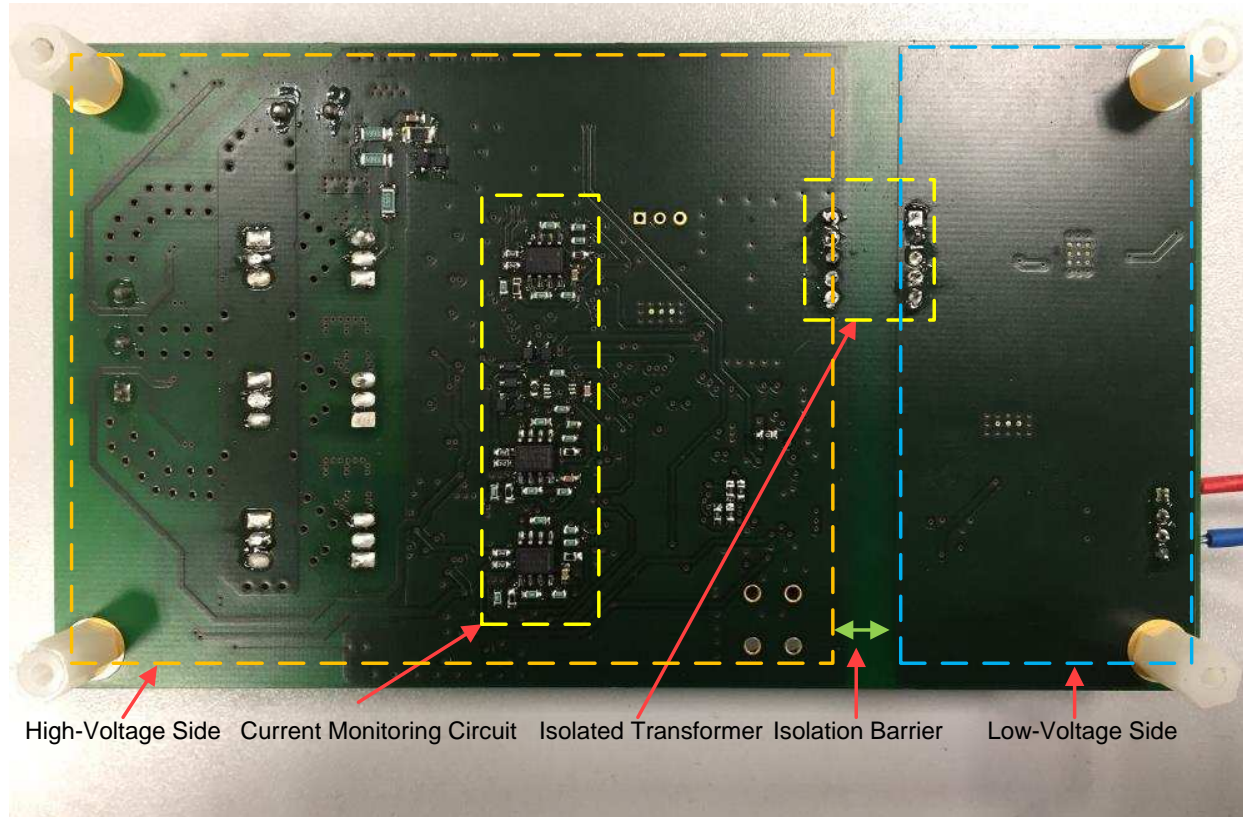 High-Voltage Side
Current Monitoring Circuit
Isolated Transformer
Isolation Barrier
Low-Voltage Side